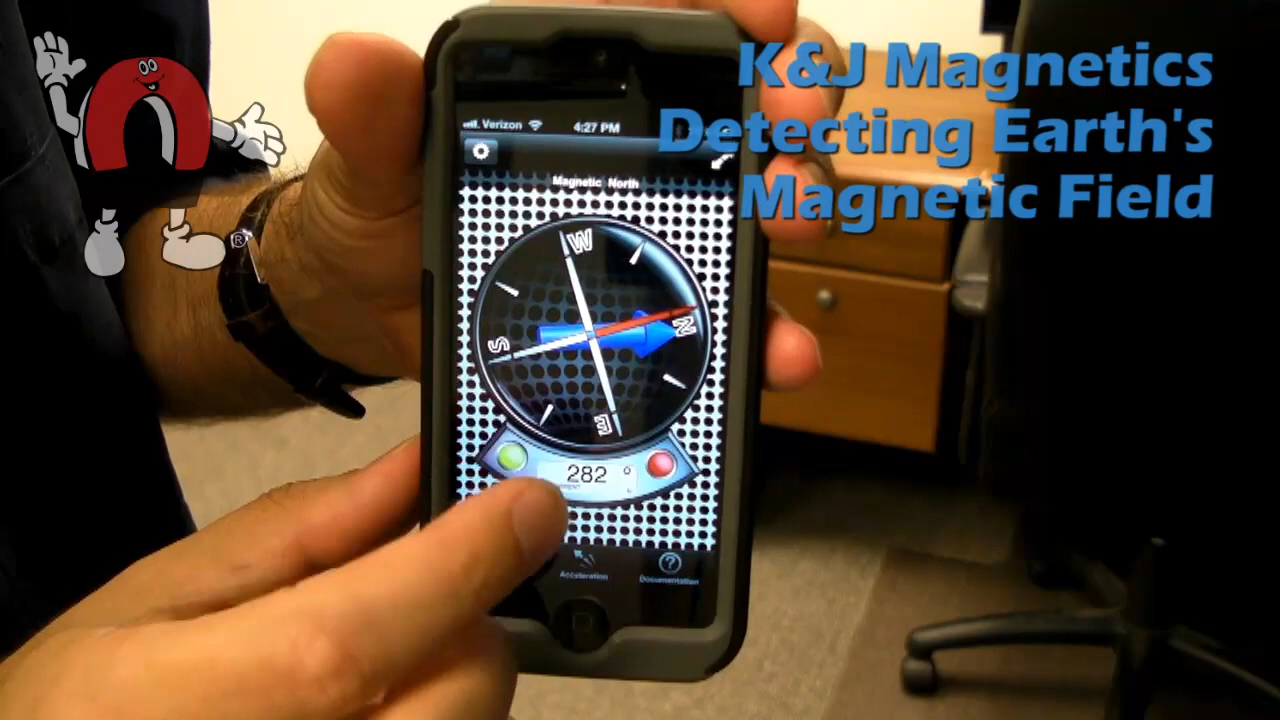 K&J Magnetics
Detecting Earth's
Magnetic Field
®
Verizon 4:27 PM
Magnetic North
W
N
S
E
282 °
Acceleration
Documentation